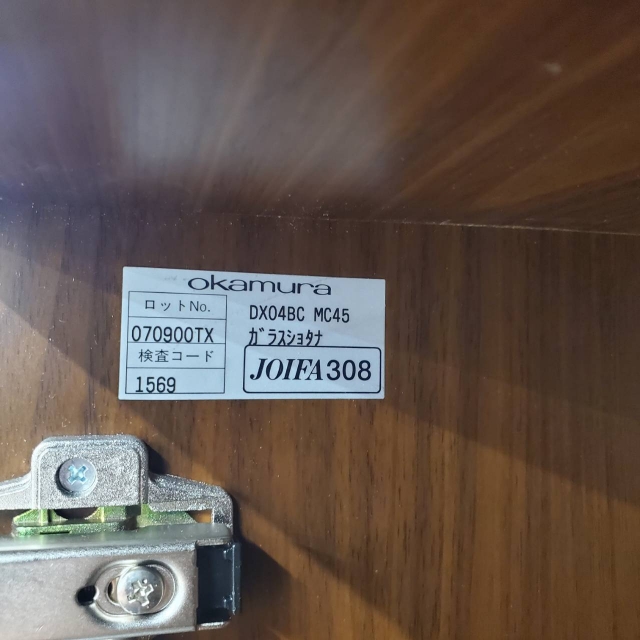 okamura
ロットNo.
070900TX
検査コード
1569
DX04BC MC45
ガラスショタナ
JOIFA308